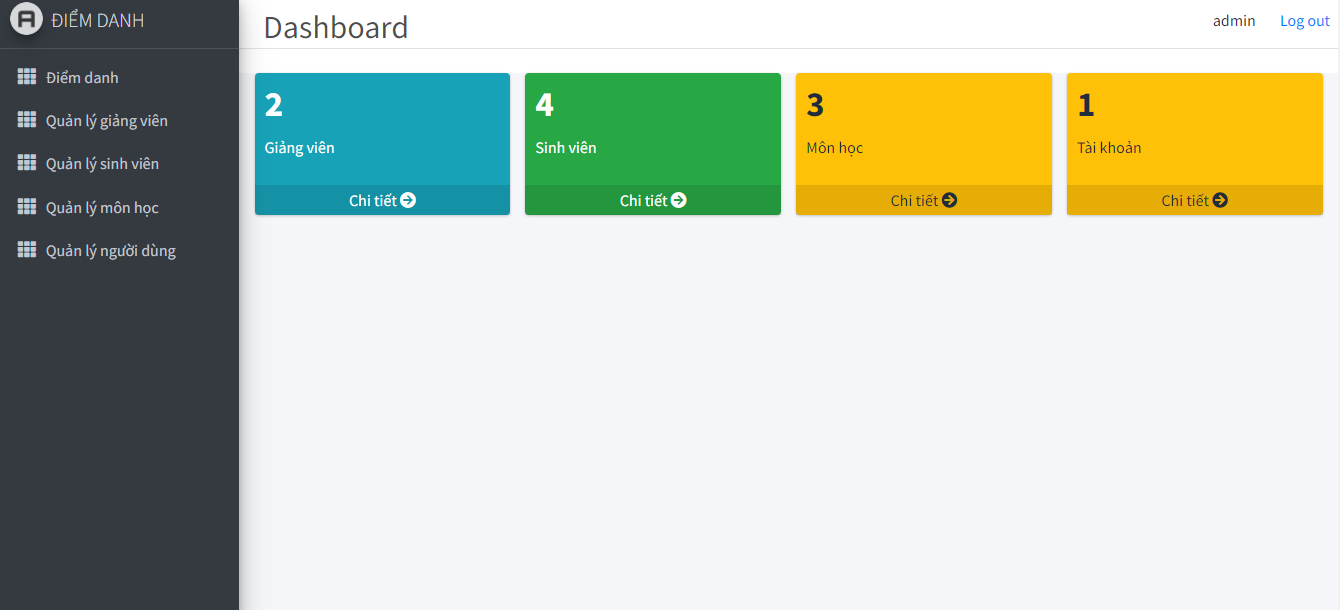 ĐIỂM DANH
Điểm danh
Quản lý giảng viên
Quản lý sinh viên
Quản lý môn học
Quản lý người dùng
Dashboard
admin
Log out
2
Giảng viên
Chi tiết
4
Sinh viên
Chi tiết
3
Môn học
Chi tiết
1
Tài khoản
Chi tiết